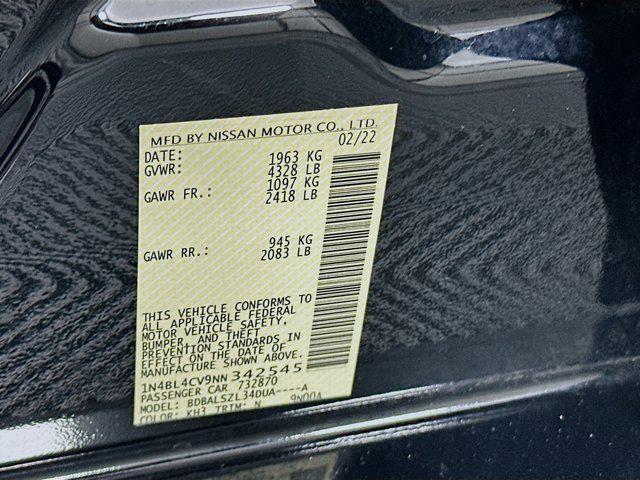 MFD BY NISSAN MOTOR CO., LTD.
DATE: 02/22
GVWR: 1963 KG
4328 LB
GAWR FR.: 1097 KG
2418 LB
GAWR RR.: 945 KG
2083 LB
THIS VEHICLE CONFORMS TO
ALL APPLICABLE FEDERAL
MOTOR VEHICLE SAFETY,
BUMPER, AND THEFT
PREVENTION STANDARDS IN
EFFECT ON THE DATE OF
MANUFACTURE SHOWN ABOVE.
1N4BL4CV9NN342545
PASSENGER CAR 732870
MODEL: BDBALSZL34DUA----A
COLOR: KH3 TRIM: N 9N00A